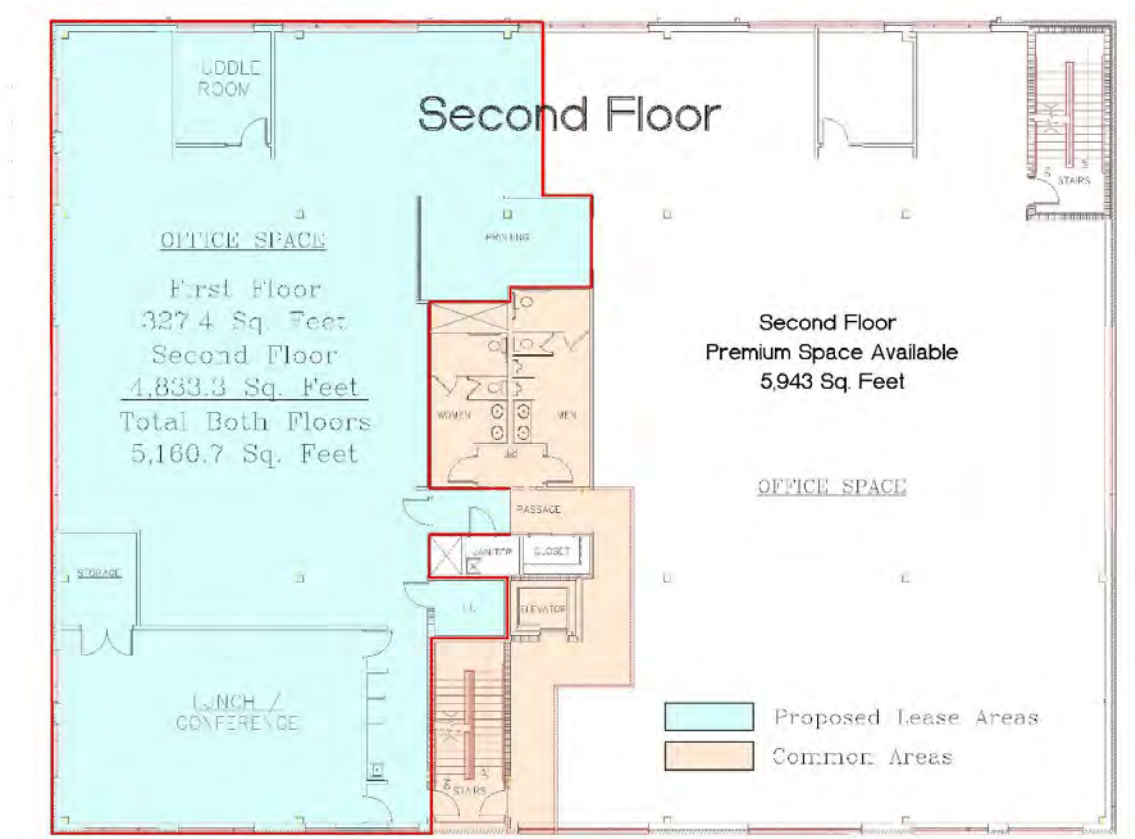 HUDDLE
ROOM
Second Floor
STAIRS
PRINTING
OFFICE SPACE
First Floor
327.4 Sq. Feet
Second Floor
4,833.3 Sq. Feet
Total Both Floors
5,160.7 Sq. Feet
Second Floor
Premium Space Available
5,943 Sq. Feet
WOMEN
MEN
OFFICE SPACE
PASSAGE
JANITOR
CLOSET
STORAGE
ELEVATOR
LUNCH /
CONFERENCE
Proposed Lease Areas
Common Areas
STAIRS